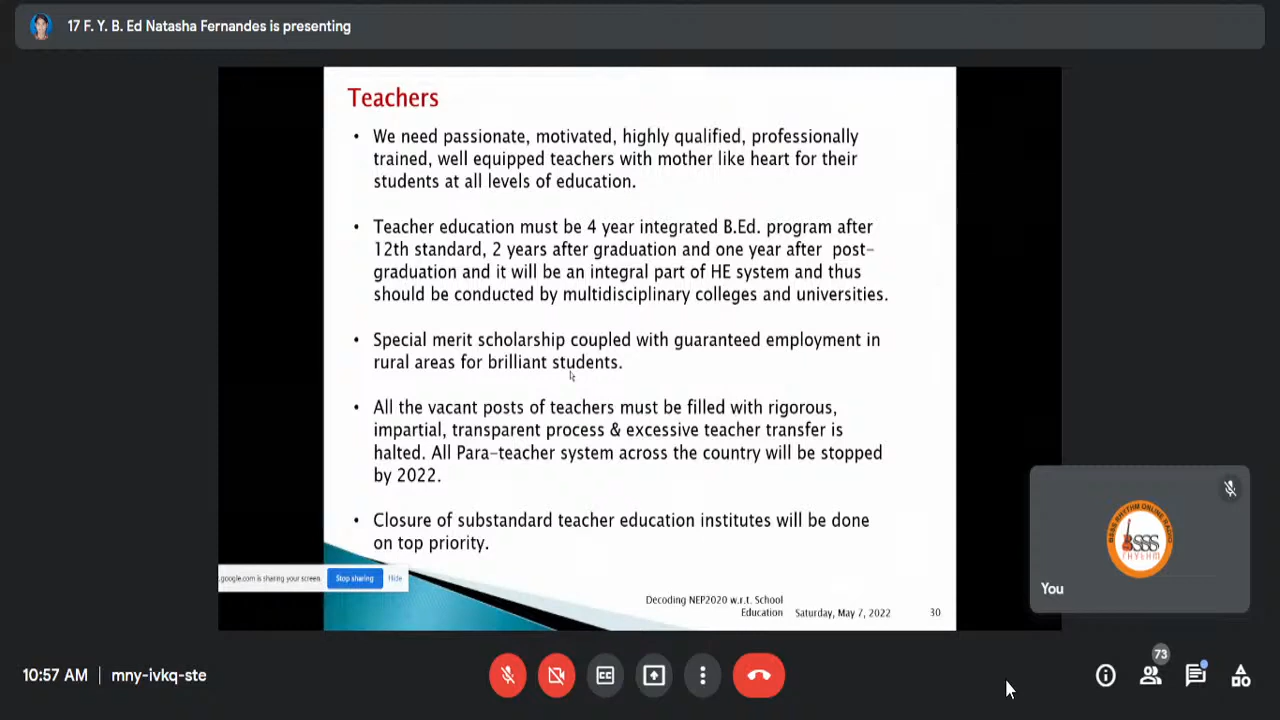 17 F. Y. B. Ed Natasha Fernandes is presenting
Teachers
• We need passionate, motivated, highly qualified, professionally
trained, well equipped teachers with mother like heart for their
students at all levels of education.
• Teacher education must be 4 year integrated B.Ed. program after
12th standard, 2 years after graduation and one year after post-
graduation and it will be an integral part of HE system and thus
should be conducted by multidisciplinary colleges and universities.
• Special merit scholarship coupled with guaranteed employment in
rural areas for brilliant students.
• All the vacant posts of teachers must be filled with rigorous,
impartial, transparent process & excessive teacher transfer is
halted. All Para-teacher system across the country will be stopped
by 2022.
• Closure of substandard teacher education institutes will be done
on top priority.
.google.com is sharing your screen. Stop sharing Hide
Decoding NEP2020 w.r.t. School
Education Saturday, May 7, 2022 30
BSSS RHYTHM ONLINE RADIO
BSSS
RHYTHM
You
73
10:57 AM | mny-ivkq-ste
CC